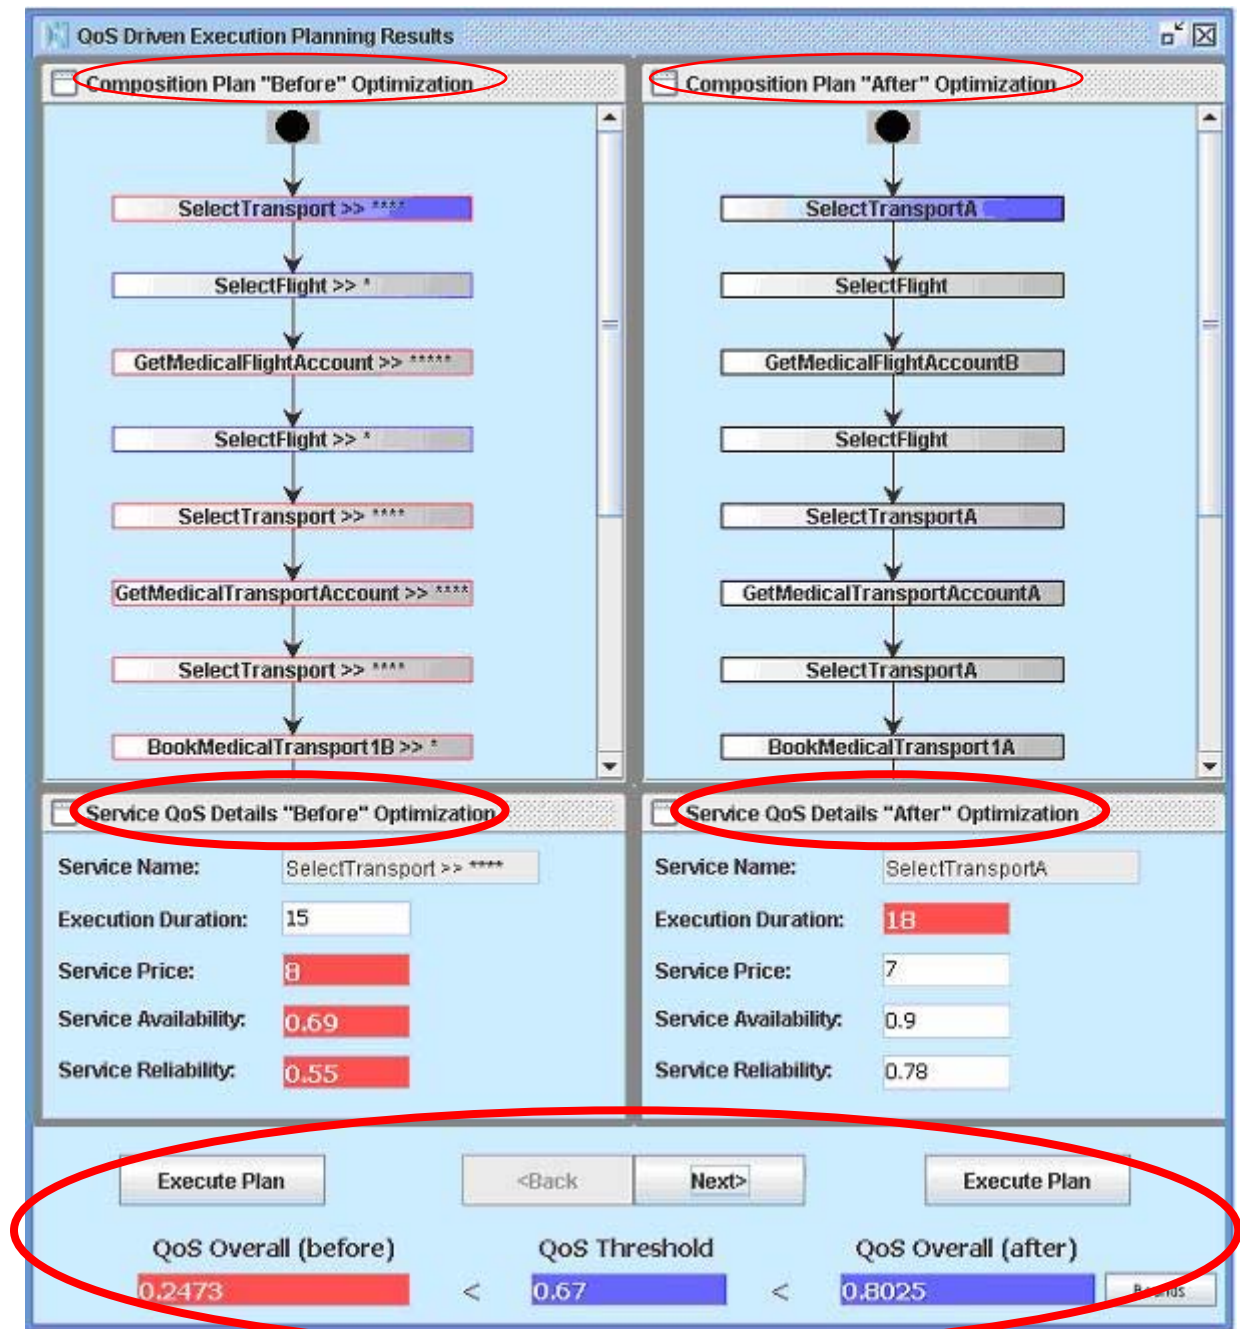 QoS Driven Execution Planning Results
Composition Plan "Before" Optimization
SelectTransport >> ****
SelectFlight >> *
GetMedicalFlightAccount >> *****
SelectFlight >> *
SelectTransport >> ****
GetMedicalTransportAccount >> ****
SelectTransport >> ****
BookMedicalTransport1B >> *
Composition Plan "After" Optimization
SelectTransportA
SelectFlight
GetMedicalFlightAccountB
SelectFlight
SelectTransportA
GetMedicalTransportAccountA
SelectTransportA
BookMedicalTransport1A
Service QoS Details "Before" Optimization
Service Name: SelectTransport >> ****
Execution Duration: 15
Service Price: 8
Service Availability: 0.69
Service Reliability: 0.55
Service QoS Details "After" Optimization
Service Name: SelectTransportA
Execution Duration: 18
Service Price: 7
Service Availability: 0.9
Service Reliability: 0.78
Execute Plan <Back Next> Execute Plan
QoS Overall (before) QoS Threshold QoS Overall (after)
0.2473 < 0.67 < 0.8025